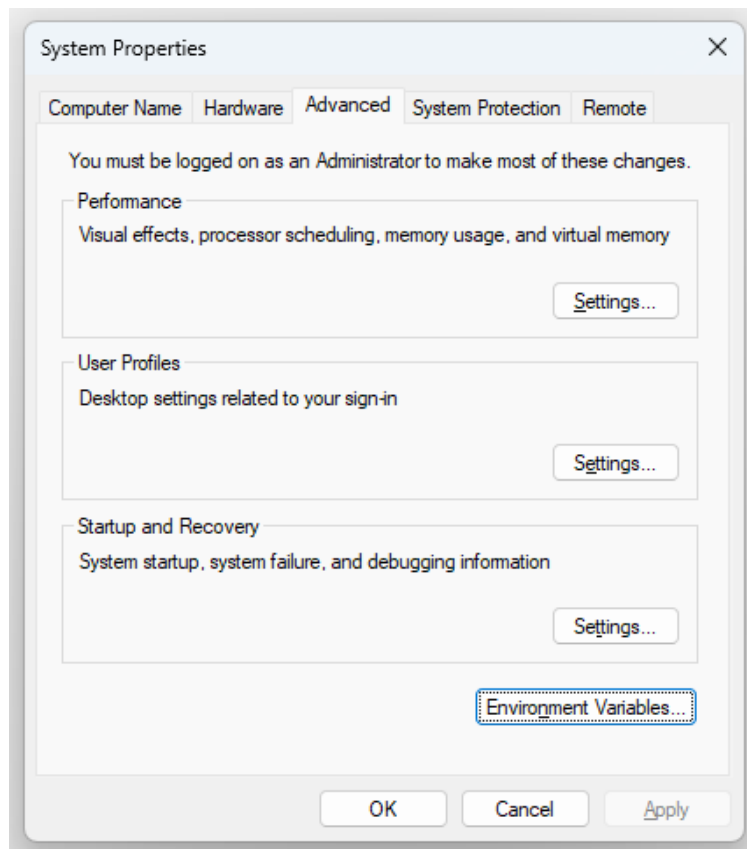 System Properties
Computer Name Hardware Advanced System Protection Remote
You must be logged on as an Administrator to make most of these changes.
Performance
Visual effects, processor scheduling, memory usage, and virtual memory
Settings...
User Profiles
Desktop settings related to your sign-in
Settings...
Startup and Recovery
System startup, system failure, and debugging information
Settings...
Environment Variables...
OK Cancel Apply